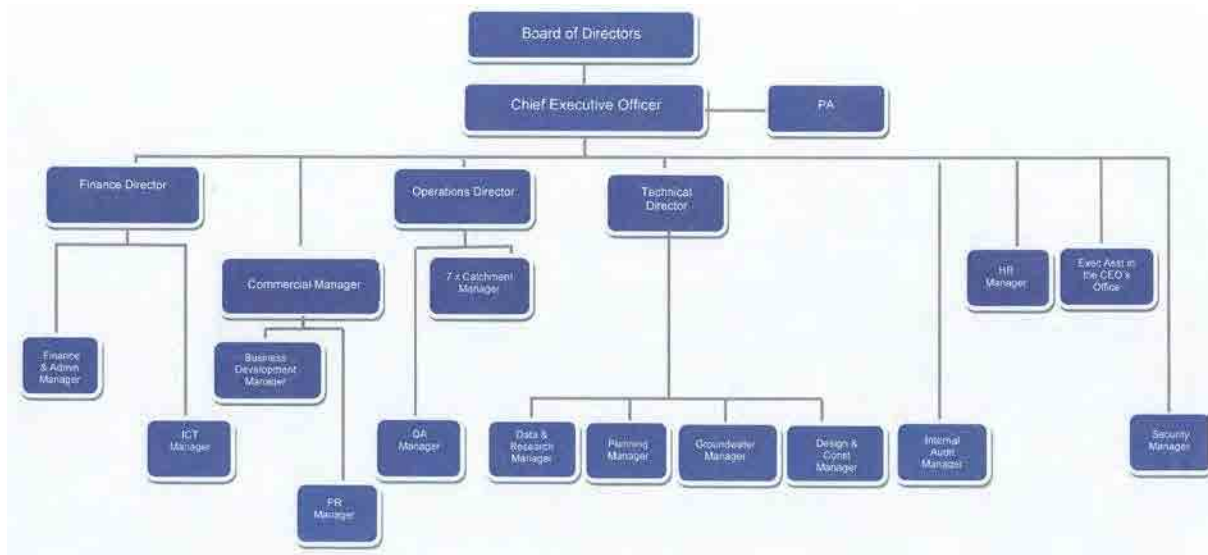 Board of Directors
Chief Executive Officer
PA
Finance Director
Operations Director
Technical
Director
Commercial Manager
7 x Catchment
Manager
HR
Manager
Exec Asst in
the CEO's
Office
Finance
& Admin
Manager
Business
Development
Manager
ICT
Manager
QA
Manager
Data &
Research
Manager
Planning
Manager
Groundwater
Manager
Design &
Const
Manager
Internal
Audit
Manager
Security
Manager
PR
Manager